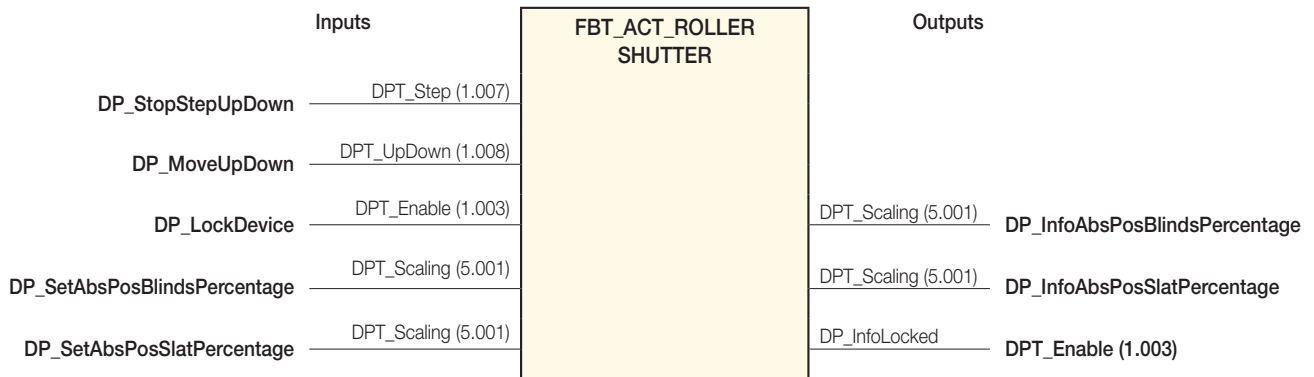 Inputs
FBT_ACT_ROLLER
SHUTTER
Outputs
DP_StopStepUpDown
DPT_Step (1.007)
DP_MoveUpDown
DPT_UpDown (1.008)
DP_LockDevice
DPT_Enable (1.003)
DPT_Scaling (5.001)
DP_InfoAbsPosBlindsPercentage
DP_SetAbsPosBlindsPercentage
DPT_Scaling (5.001)
DPT_Scaling (5.001)
DP_InfoAbsPosSlatPercentage
DP_SetAbsPosSlatPercentage
DPT_Scaling (5.001)
DP_InfoLocked
DPT_Enable (1.003)